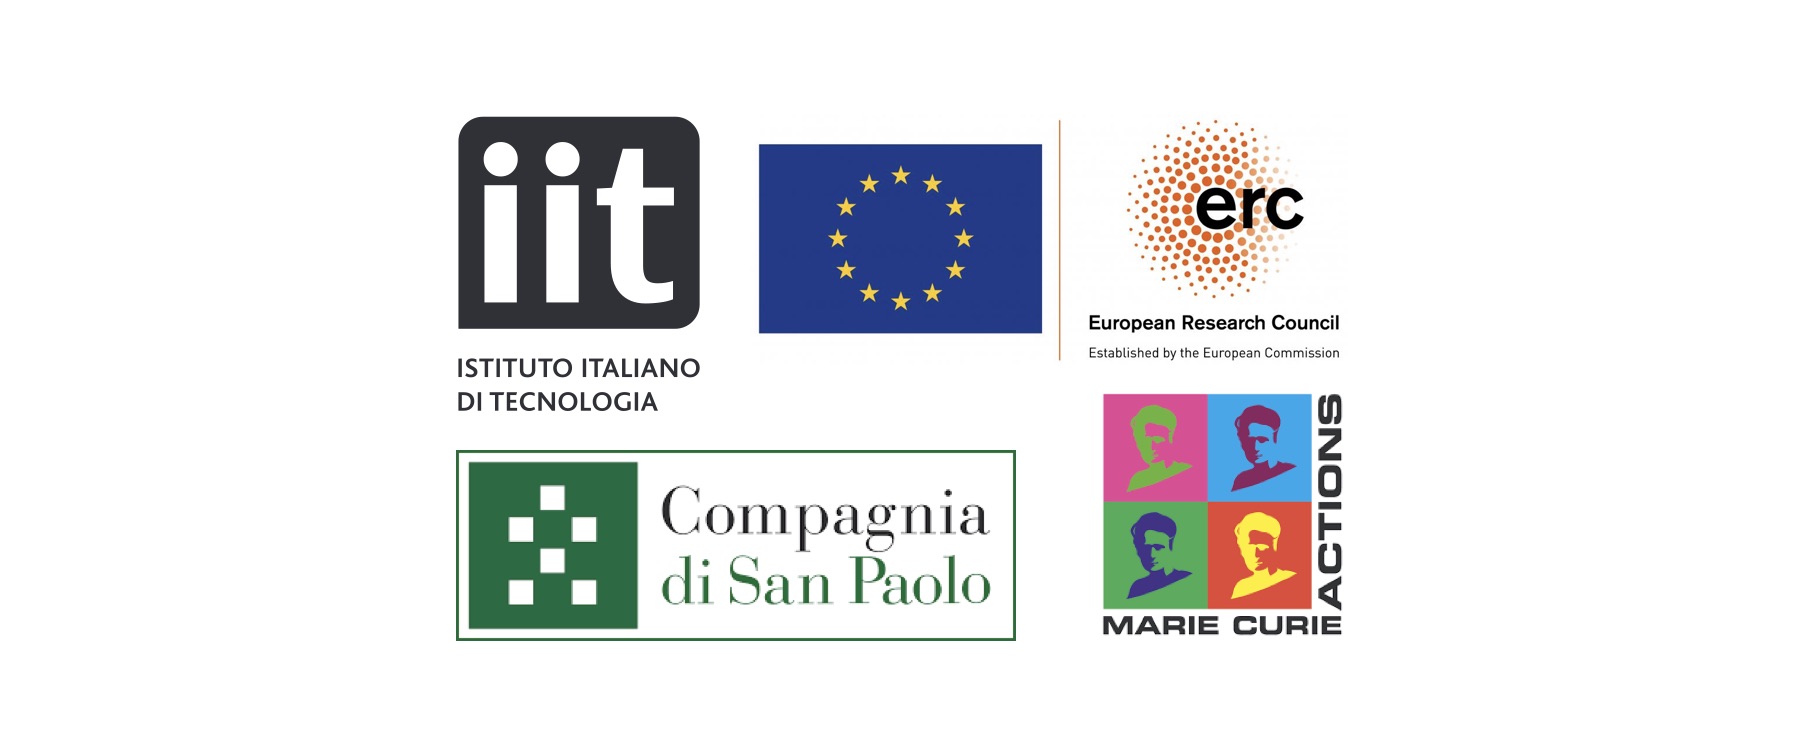 iit
ISTITUTO ITALIANO
DI TECNOLOGIA
erc
European Research Council
Established by the European Commission
Compagnia
di San Paolo
MARIE CURIE
ACTIONS